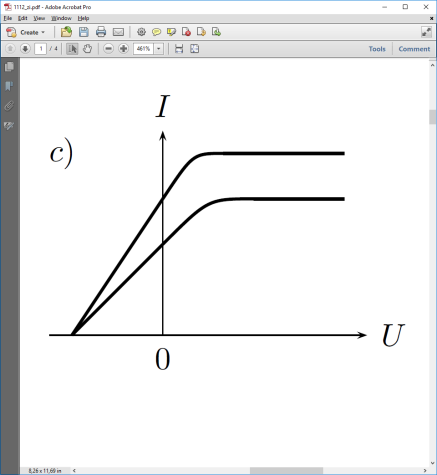 1112_zi.pdf - Adobe Acrobat Pro
File Edit View Window Help
Create
1 / 4
461%
Tools
Comment
I
c)
U
0
8,26 x 11,69 in